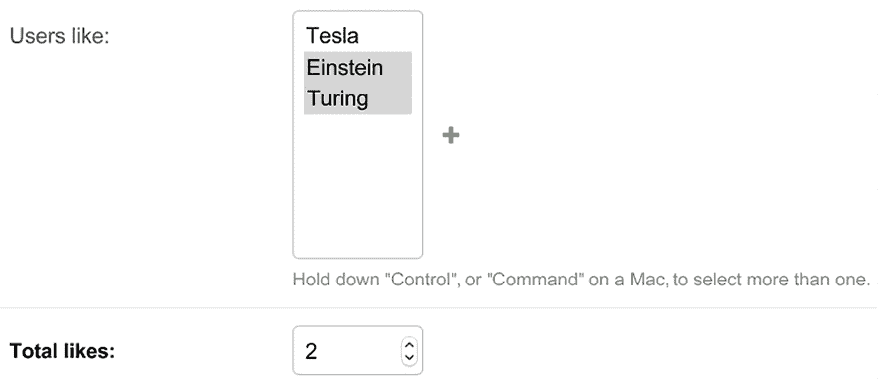 Users like:
Tesla
Einstein
Turing
Hold down "Control", or "Command" on a Mac, to select more than one.
Total likes:
2